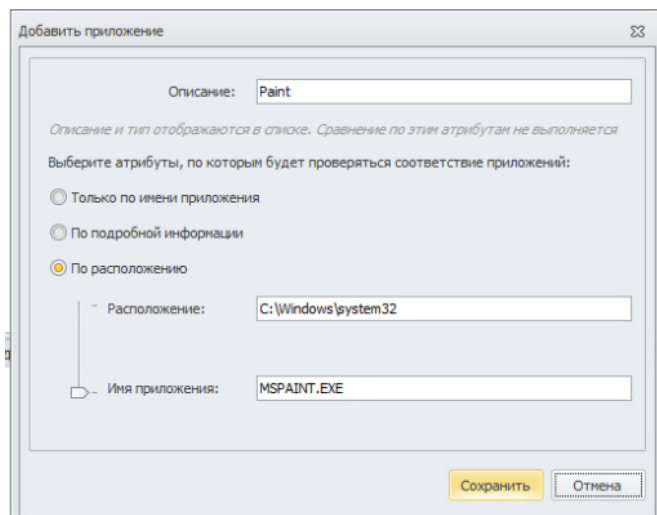 Добавить приложение
Описание: Paint
Описание и тип отображаются в списке. Сравнение по этим атрибутам не выполняется
Выберите атрибуты, по которым будет проверяться соответствие приложений:
Только по имени приложения
По подробной информации
По расположению
Расположение: C:\Windows\system32
Имя приложения: MSPAINT.EXE
Сохранить Отмена